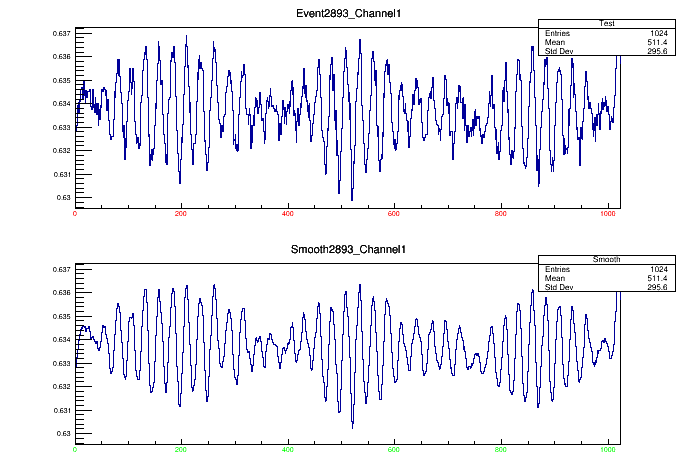 Event2893_Channel1
Test
Entries 1024
Mean 511.4
Std Dev 295.6
0.637
0.636
0.635
0.634
0.633
0.632
0.631
0.63
0 200 400 600 800 1000
Smooth2893_Channel1
Smooth
Entries 1024
Mean 511.4
Std Dev 295.6
0.637
0.636
0.635
0.634
0.633
0.632
0.631
0.63
0 200 400 600 800 1000